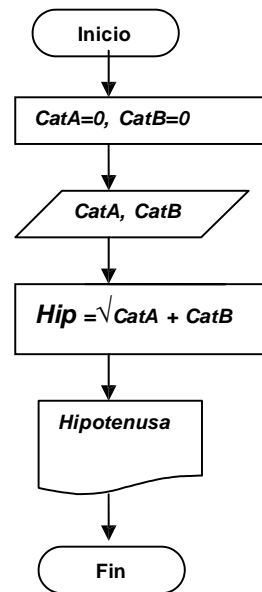 Inicio
CatA=0, CatB=0
CatA, CatB
Hip =√CatA + CatB
Hipotenusa
Fin